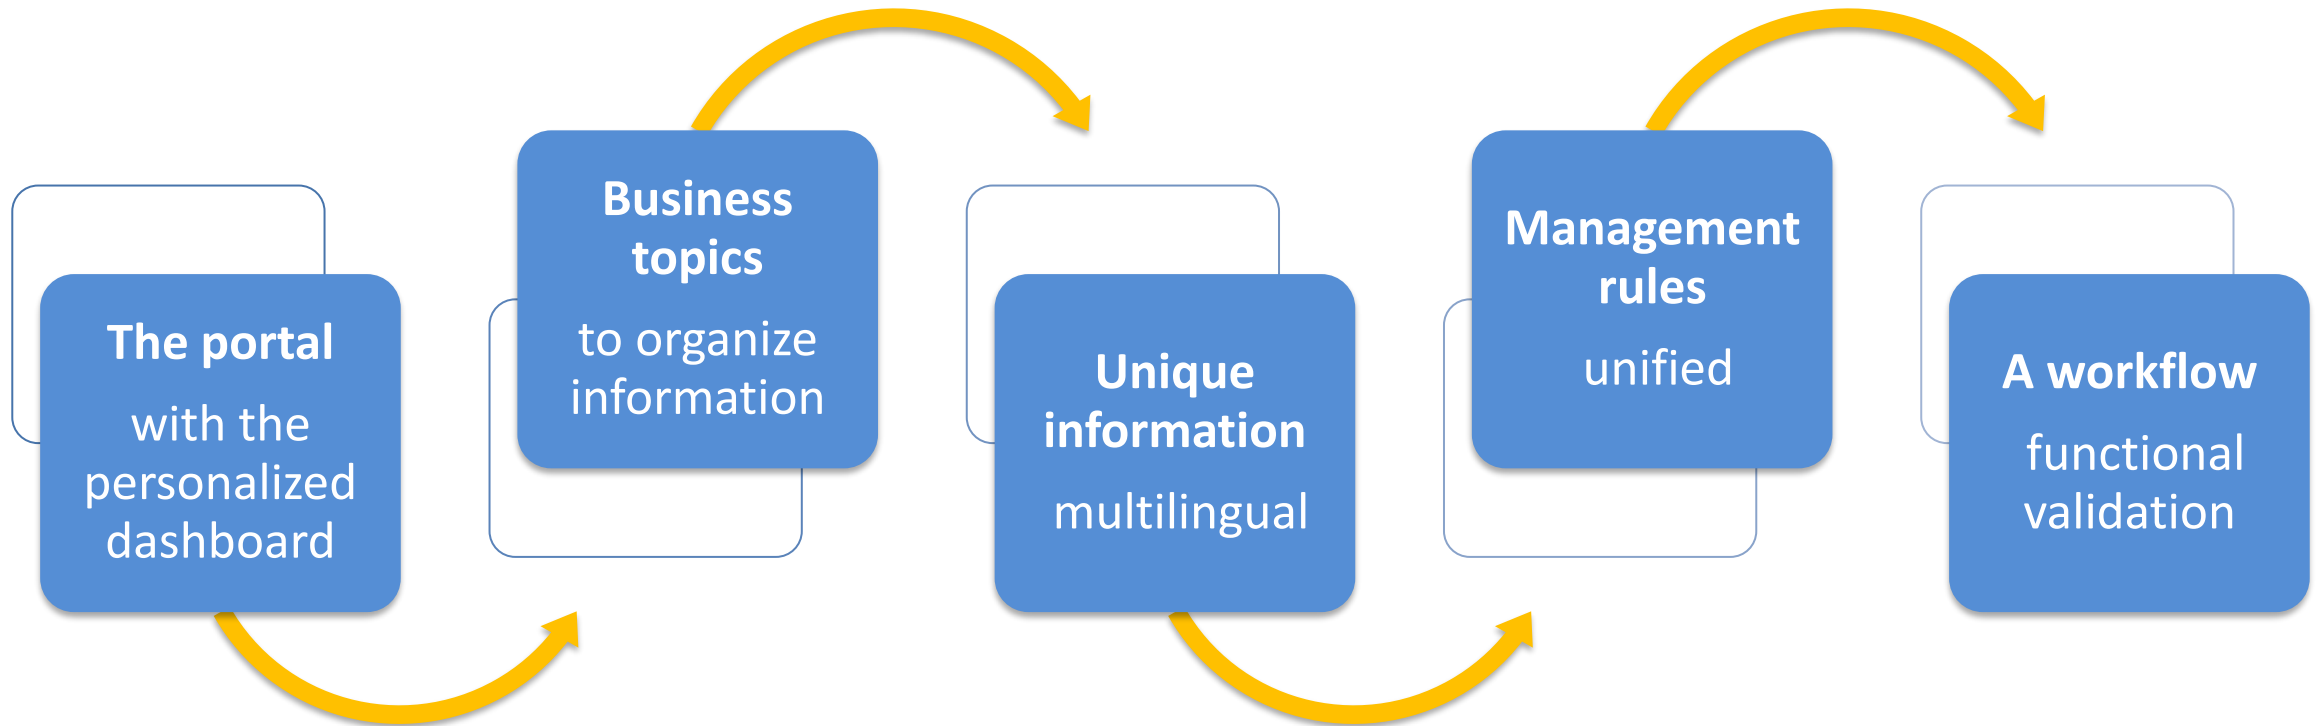 The portal
with the
personalized
dashboard
Business
topics
to organize
information
Unique
information
multilingual
Management
rules
unified
A workflow
functional
validation